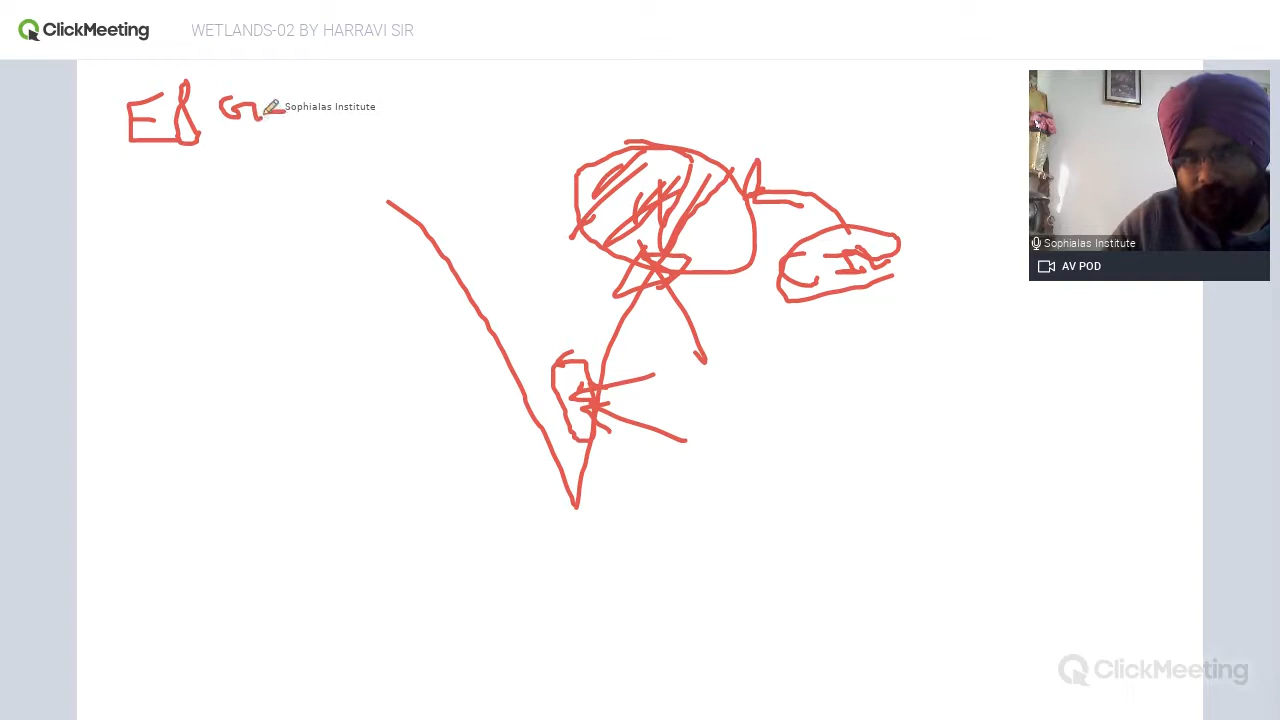 ClickMeeting WETLANDS-02 BY HARRAVI SIR
Sophialas Institute
Sophialas Institute
AV POD
ClickMeeting